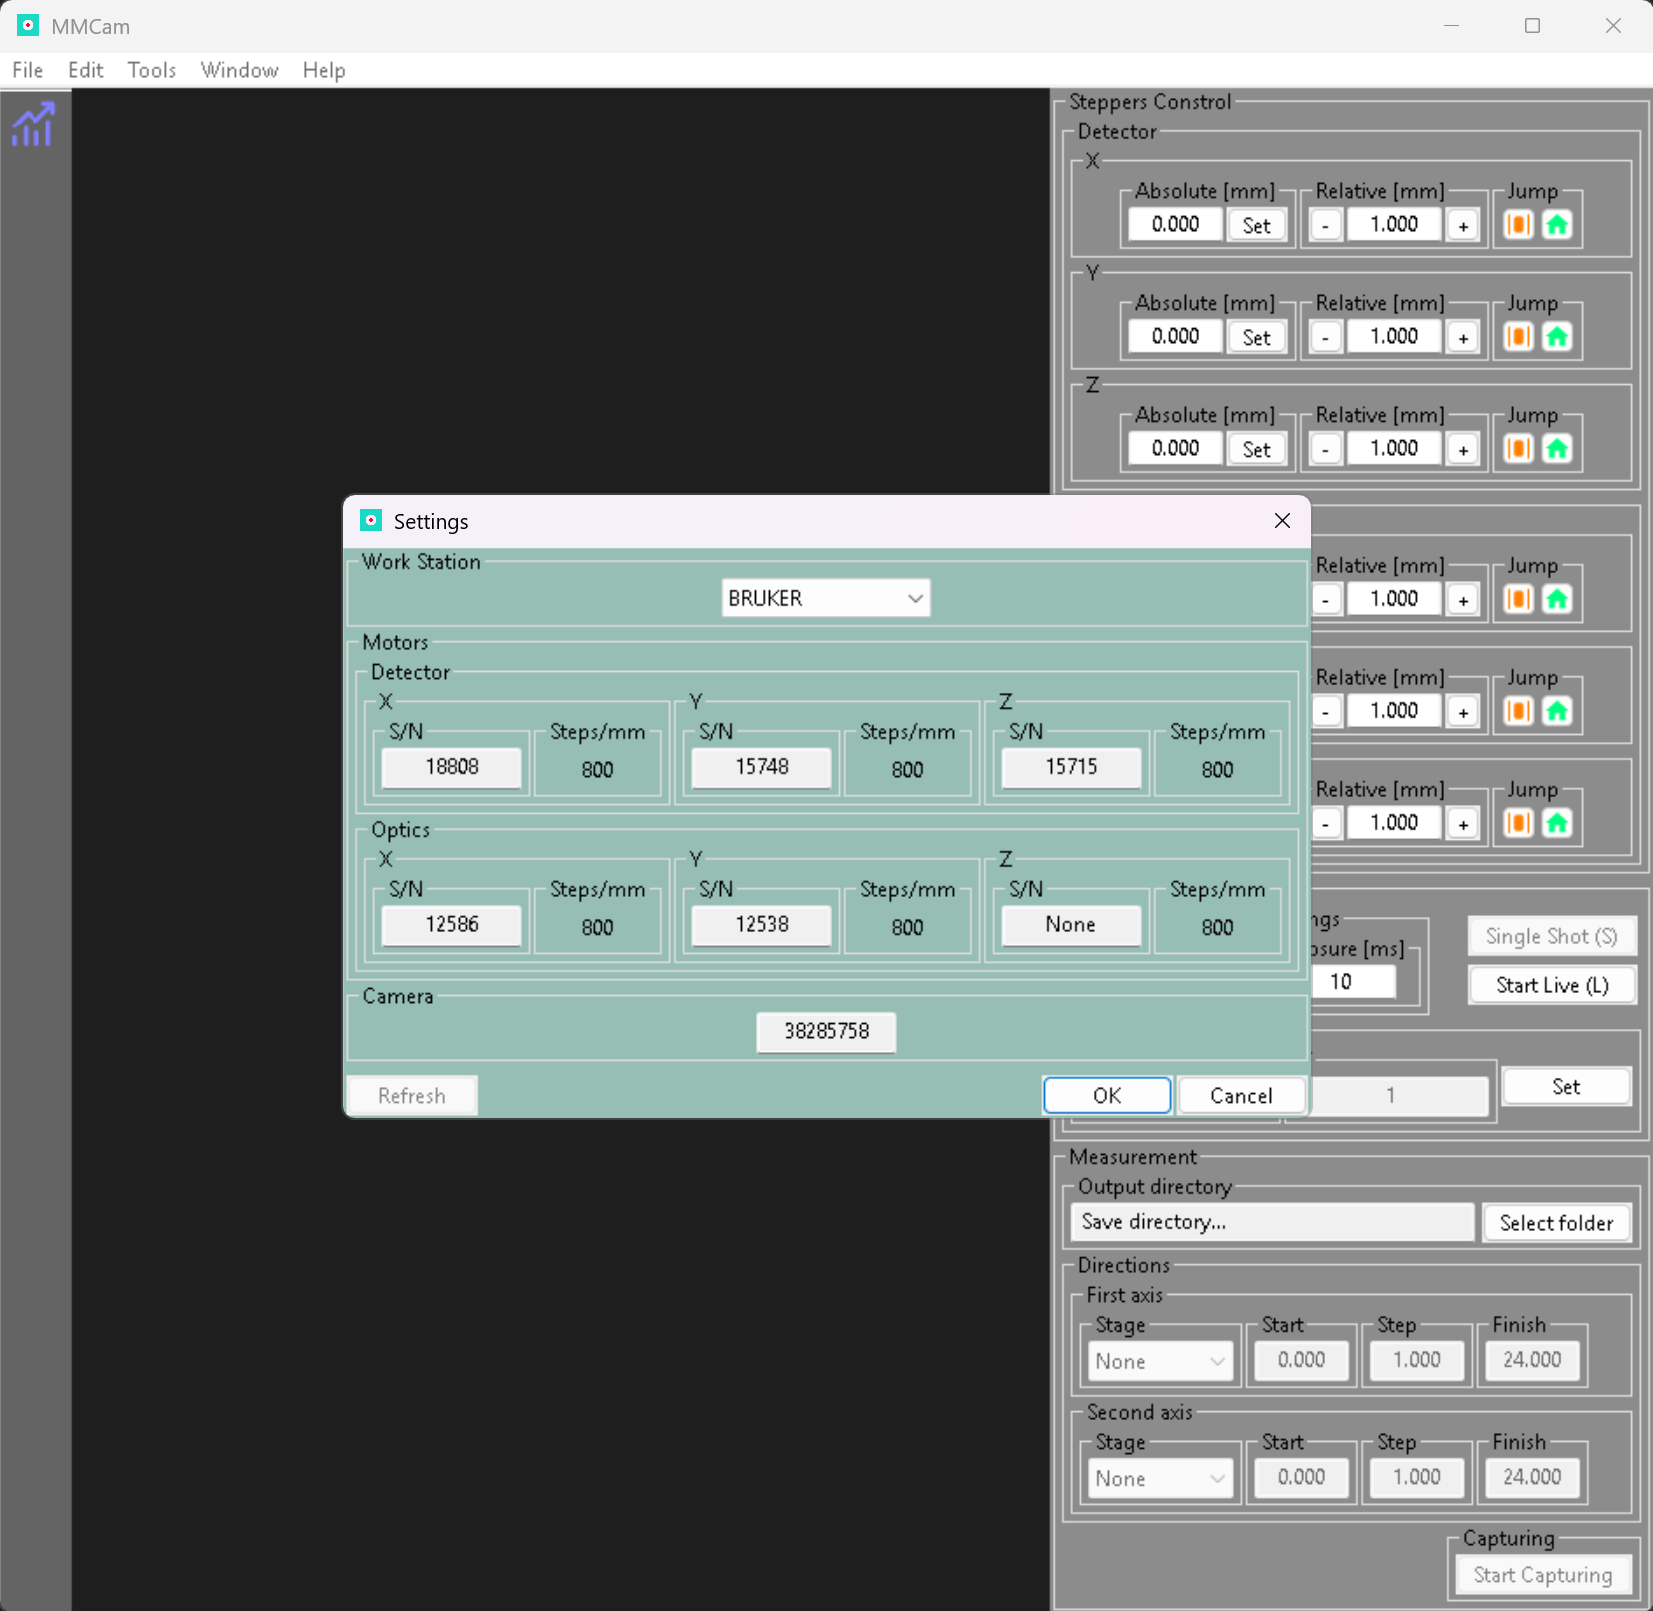 MMCam
File Edit Tools Window Help
Steppers Constrol
Detector
X
Absolute [mm] Relative [mm] Jump
0.000 Set - 1.000 +
Y
Absolute [mm] Relative [mm] Jump
0.000 Set - 1.000 +
Z
Absolute [mm] Relative [mm] Jump
0.000 Set - 1.000 +
Relative [mm] Jump
- 1.000 +
Relative [mm] Jump
- 1.000 +
Relative [mm] Jump
- 1.000 +
Settings
Work Station
BRUKER
Motors
Detector
X Y Z
S/N Steps/mm S/N Steps/mm S/N Steps/mm
18808 800 15748 800 15715 800
Optics
X Y Z
S/N Steps/mm S/N Steps/mm S/N Steps/mm
12586 800 12538 800 None 800
Camera
38285758
Refresh OK Cancel
[ms]
10
Single Shot (S)
Start Live (L)
1 Set
Measurement
Output directory
Save directory... Select folder
Directions
First axis
Stage Start Step Finish
None 0.000 1.000 24.000
Second axis
Stage Start Step Finish
None 0.000 1.000 24.000
Capturing
Start Capturing